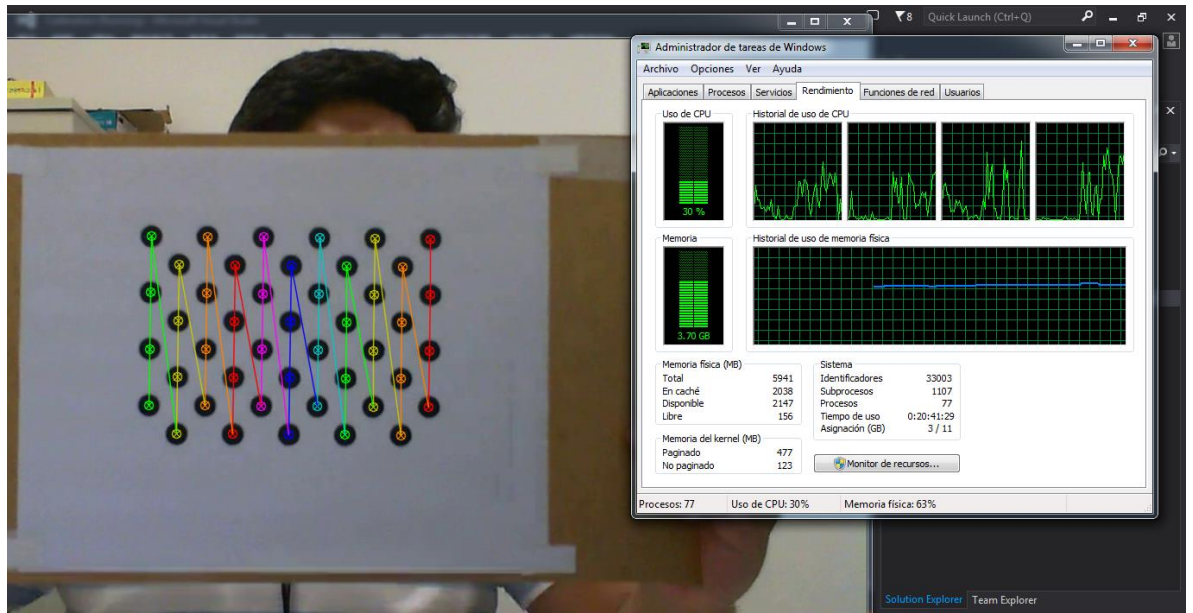 8 Quick Launch (Ctrl+Q)
Administrador de tareas de Windows
Archivo Opciones Ver Ayuda
Aplicaciones Procesos Servicios Rendimiento Funciones de red Usuarios
Uso de CPU
Historial de uso de CPU
30 %
Memoria
Historial de uso de memoria física
3.70 GB
Memoria física (MB)
Total 5941
En caché 2038
Disponible 2147
Libre 156
Sistema
Identificadores 33003
Subprocesos 1107
Procesos 77
Tiempo de uso 0:20:41:29
Asignación (GB) 3 / 11
Memoria del kernel (MB)
Paginado 477
No paginado 123
Monitor de recursos...
Procesos: 77 Uso de CPU: 30% Memoria física: 63%
Solution Explorer Team Explorer